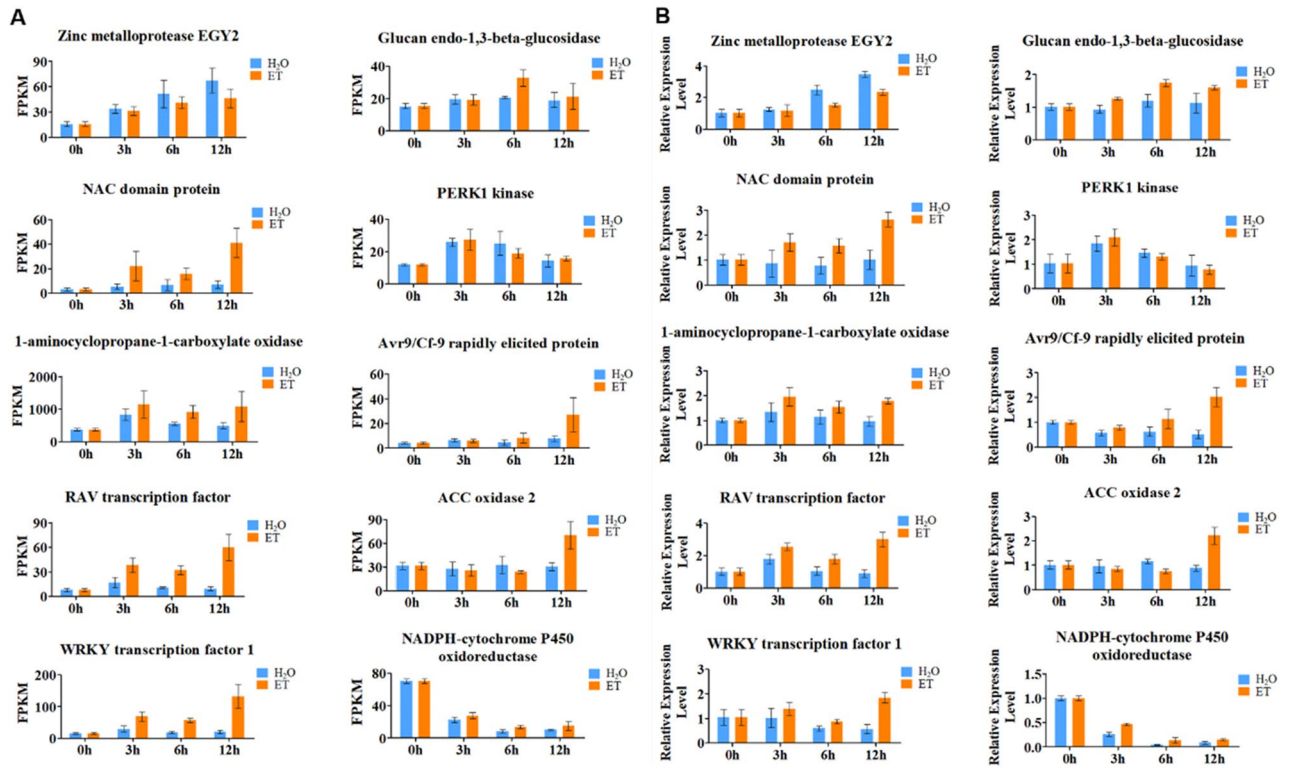 A
Zinc metalloprotease EGY2
FPKM
90
60
30
0
0h 3h 6h 12h
H₂O
ET
Glucan endo-1,3-beta-glucosidase
FPKM
40
20
0
0h 3h 6h 12h
H₂O
ET
NAC domain protein
FPKM
60
40
20
0
0h 3h 6h 12h
H₂O
ET
PERK1 kinase
FPKM
40
20
0
0h 3h 6h 12h
H₂O
ET
1-aminocyclopropane-1-carboxylate oxidase
FPKM
2000
1000
0
0h 3h 6h 12h
H₂O
ET
Avr9/Cf-9 rapidly elicited protein
FPKM
60
40
20
0
0h 3h 6h 12h
H₂O
ET
RAV transcription factor
FPKM
90
60
30
0
0h 3h 6h 12h
H₂O
ET
ACC oxidase 2
FPKM
90
60
30
0
0h 3h 6h 12h
H₂O
ET
WRKY transcription factor 1
FPKM
200
100
0
0h 3h 6h 12h
H₂O
ET
NADPH-cytochrome P450
oxidoreductase
FPKM
80
40
0
0h 3h 6h 12h
H₂O
ET
B
Zinc metalloprotease EGY2
Relative Expression
Level
4
2
0
0h 3h 6h 12h
H₂O
ET
Glucan endo-1,3-beta-glucosidase
Relative Expression
Level
2
1
0
0h 3h 6h 12h
H₂O
ET
NAC domain protein
Relative Expression
Level
3
2
1
0
0h 3h 6h 12h
H₂O
ET
PERK1 kinase
Relative Expression
Level
3
2
1
0
0h 3h 6h 12h
H₂O
ET
1-aminocyclopropane-1-carboxylate oxidase
Relative Expression
Level
3
2
1
0
0h 3h 6h 12h
H₂O
ET
Avr9/Cf-9 rapidly elicited protein
Relative Expression
Level
3
2
1
0
0h 3h 6h 12h
H₂O
ET
RAV transcription factor
Relative Expression
Level
4
2
0
0h 3h 6h 12h
H₂O
ET
ACC oxidase 2
Relative Expression
Level
3
2
1
0
0h 3h 6h 12h
H₂O
ET
WRKY transcription factor 1
Relative Expression
Level
3
2
1
0
0h 3h 6h 12h
H₂O
ET
NADPH-cytochrome P450
oxidoreductase
Relative Expression
Level
1.5
1.0
0.5
0.0
0h 3h 6h 12h
H₂O
ET